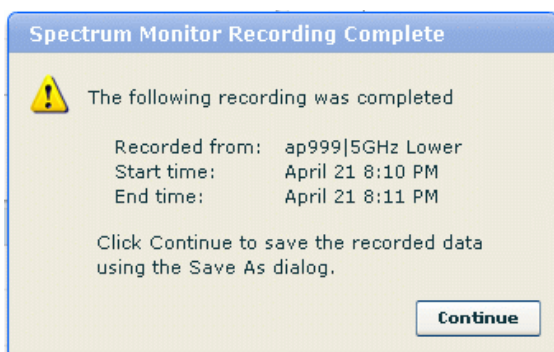 Spectrum Monitor Recording Complete
The following recording was completed
Recorded from: ap999|5GHz Lower
Start time: April 21 8:10 PM
End time: April 21 8:11 PM
Click Continue to save the recorded data
using the Save As dialog.
Continue